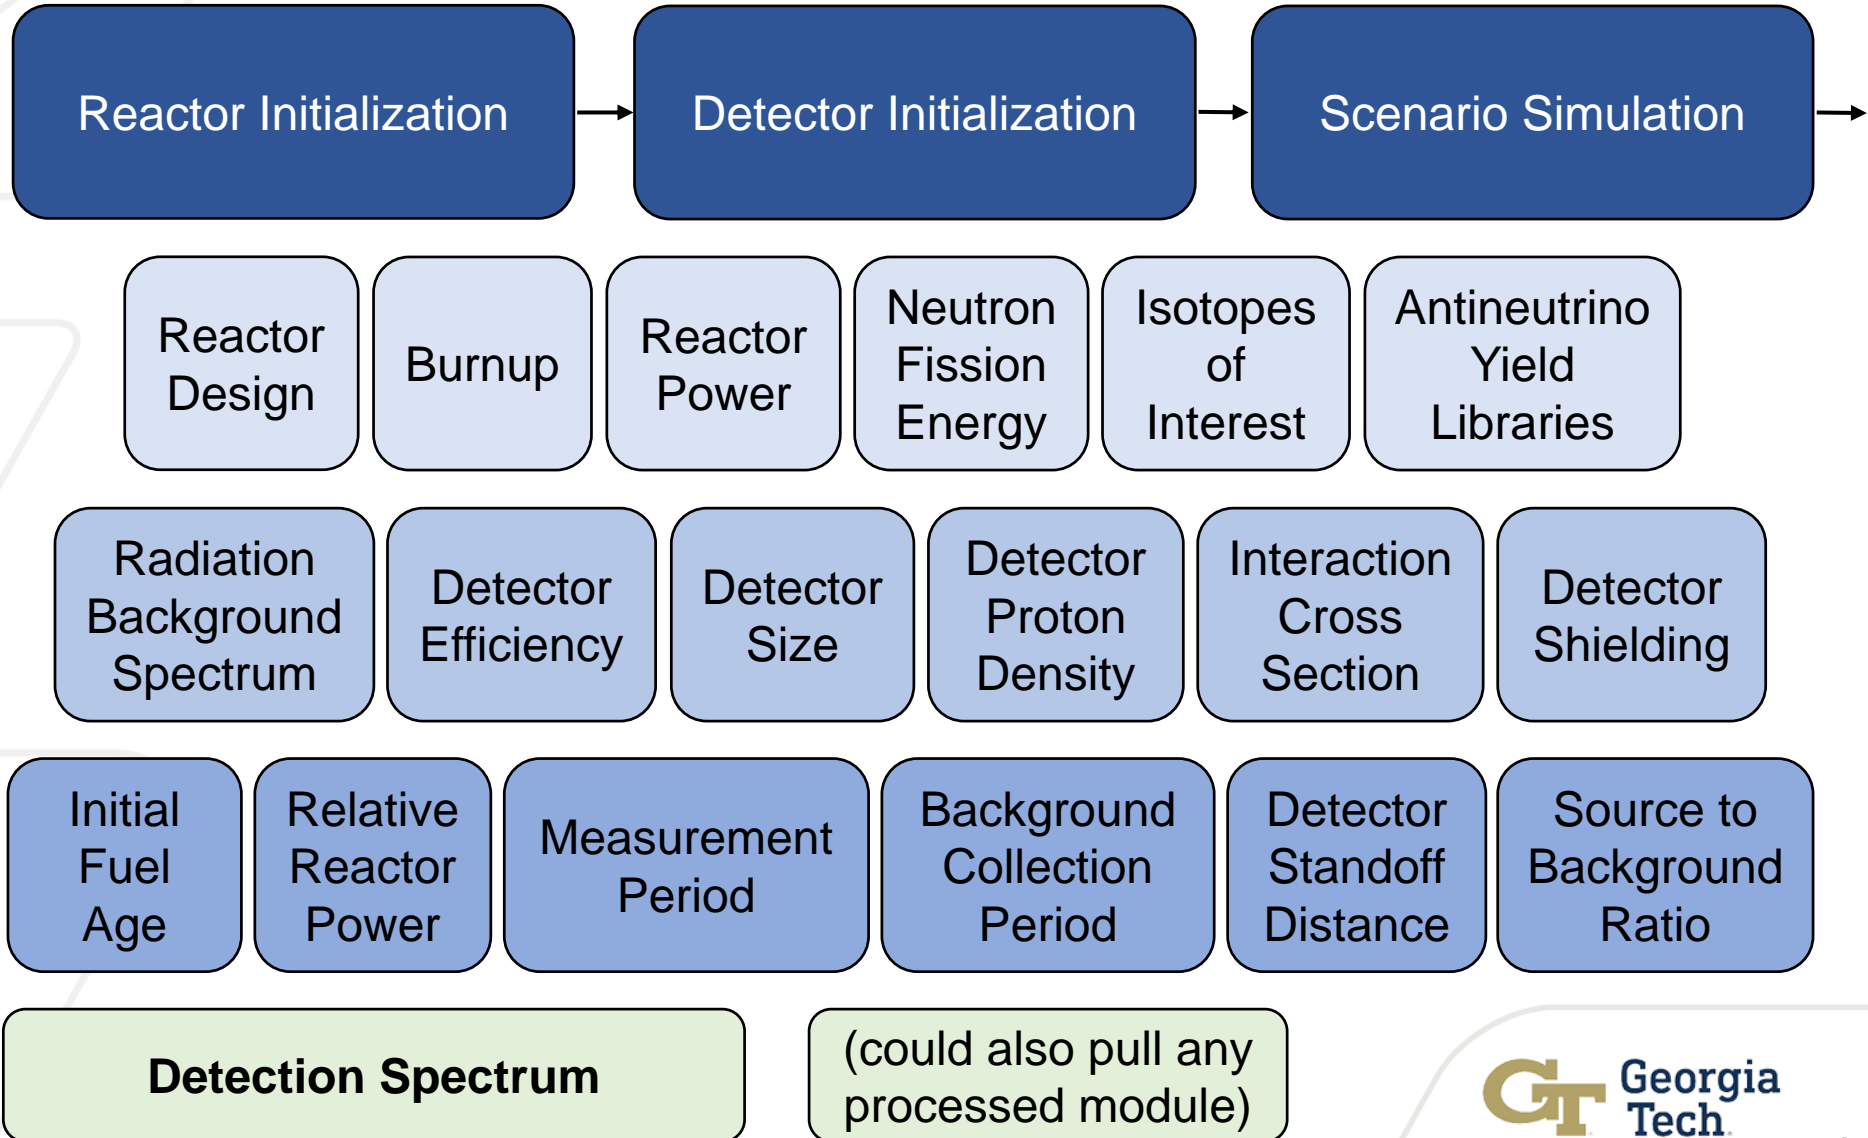 Reactor Initialization
Detector Initialization
Scenario Simulation
Reactor
Design
Burnup
Reactor
Power
Neutron
Fission
Energy
Isotopes
of
Interest
Antineutrino
Yield
Libraries
Radiation
Background
Spectrum
Detector
Efficiency
Detector
Size
Detector
Proton
Density
Interaction
Cross
Section
Detector
Shielding
Initial
Fuel
Age
Relative
Reactor
Power
Measurement
Period
Background
Collection
Period
Detector
Standoff
Distance
Source to
Background
Ratio
Detection Spectrum
(could also pull any
processed module)
GT
Georgia
Tech